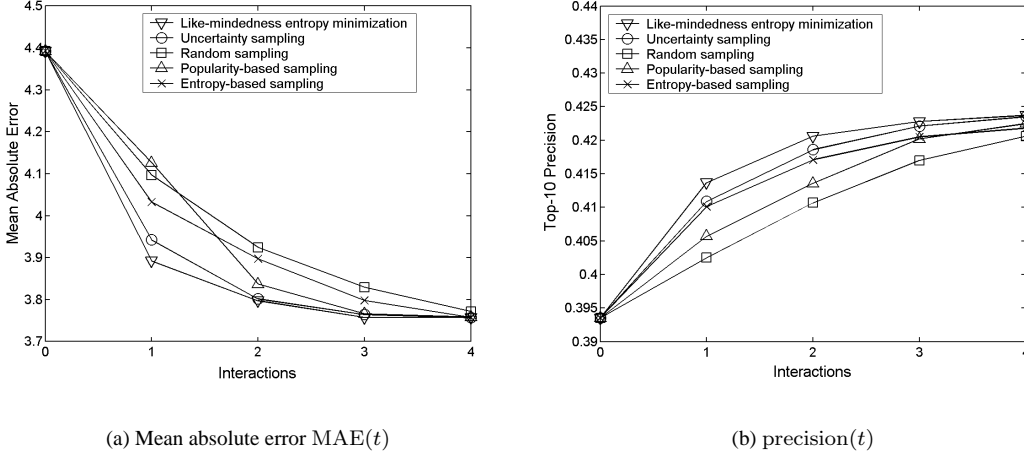 4.5
4.4
4.3
4.2
4.1
4
3.9
3.8
3.7
Mean Absolute Error
Like-mindedness entropy minimization
Uncertainty sampling
Random sampling
Popularity-based sampling
Entropy-based sampling
0 1 2 3 4
Interactions
(a) Mean absolute error MAE(t)
0.44
0.435
0.43
0.425
0.42
0.415
0.41
0.405
0.4
0.395
0.39
Top-10 Precision
Like-mindedness entropy minimization
Uncertainty sampling
Random sampling
Popularity-based sampling
Entropy-based sampling
0 1 2 3 4
Interactions
(b) precision(t)